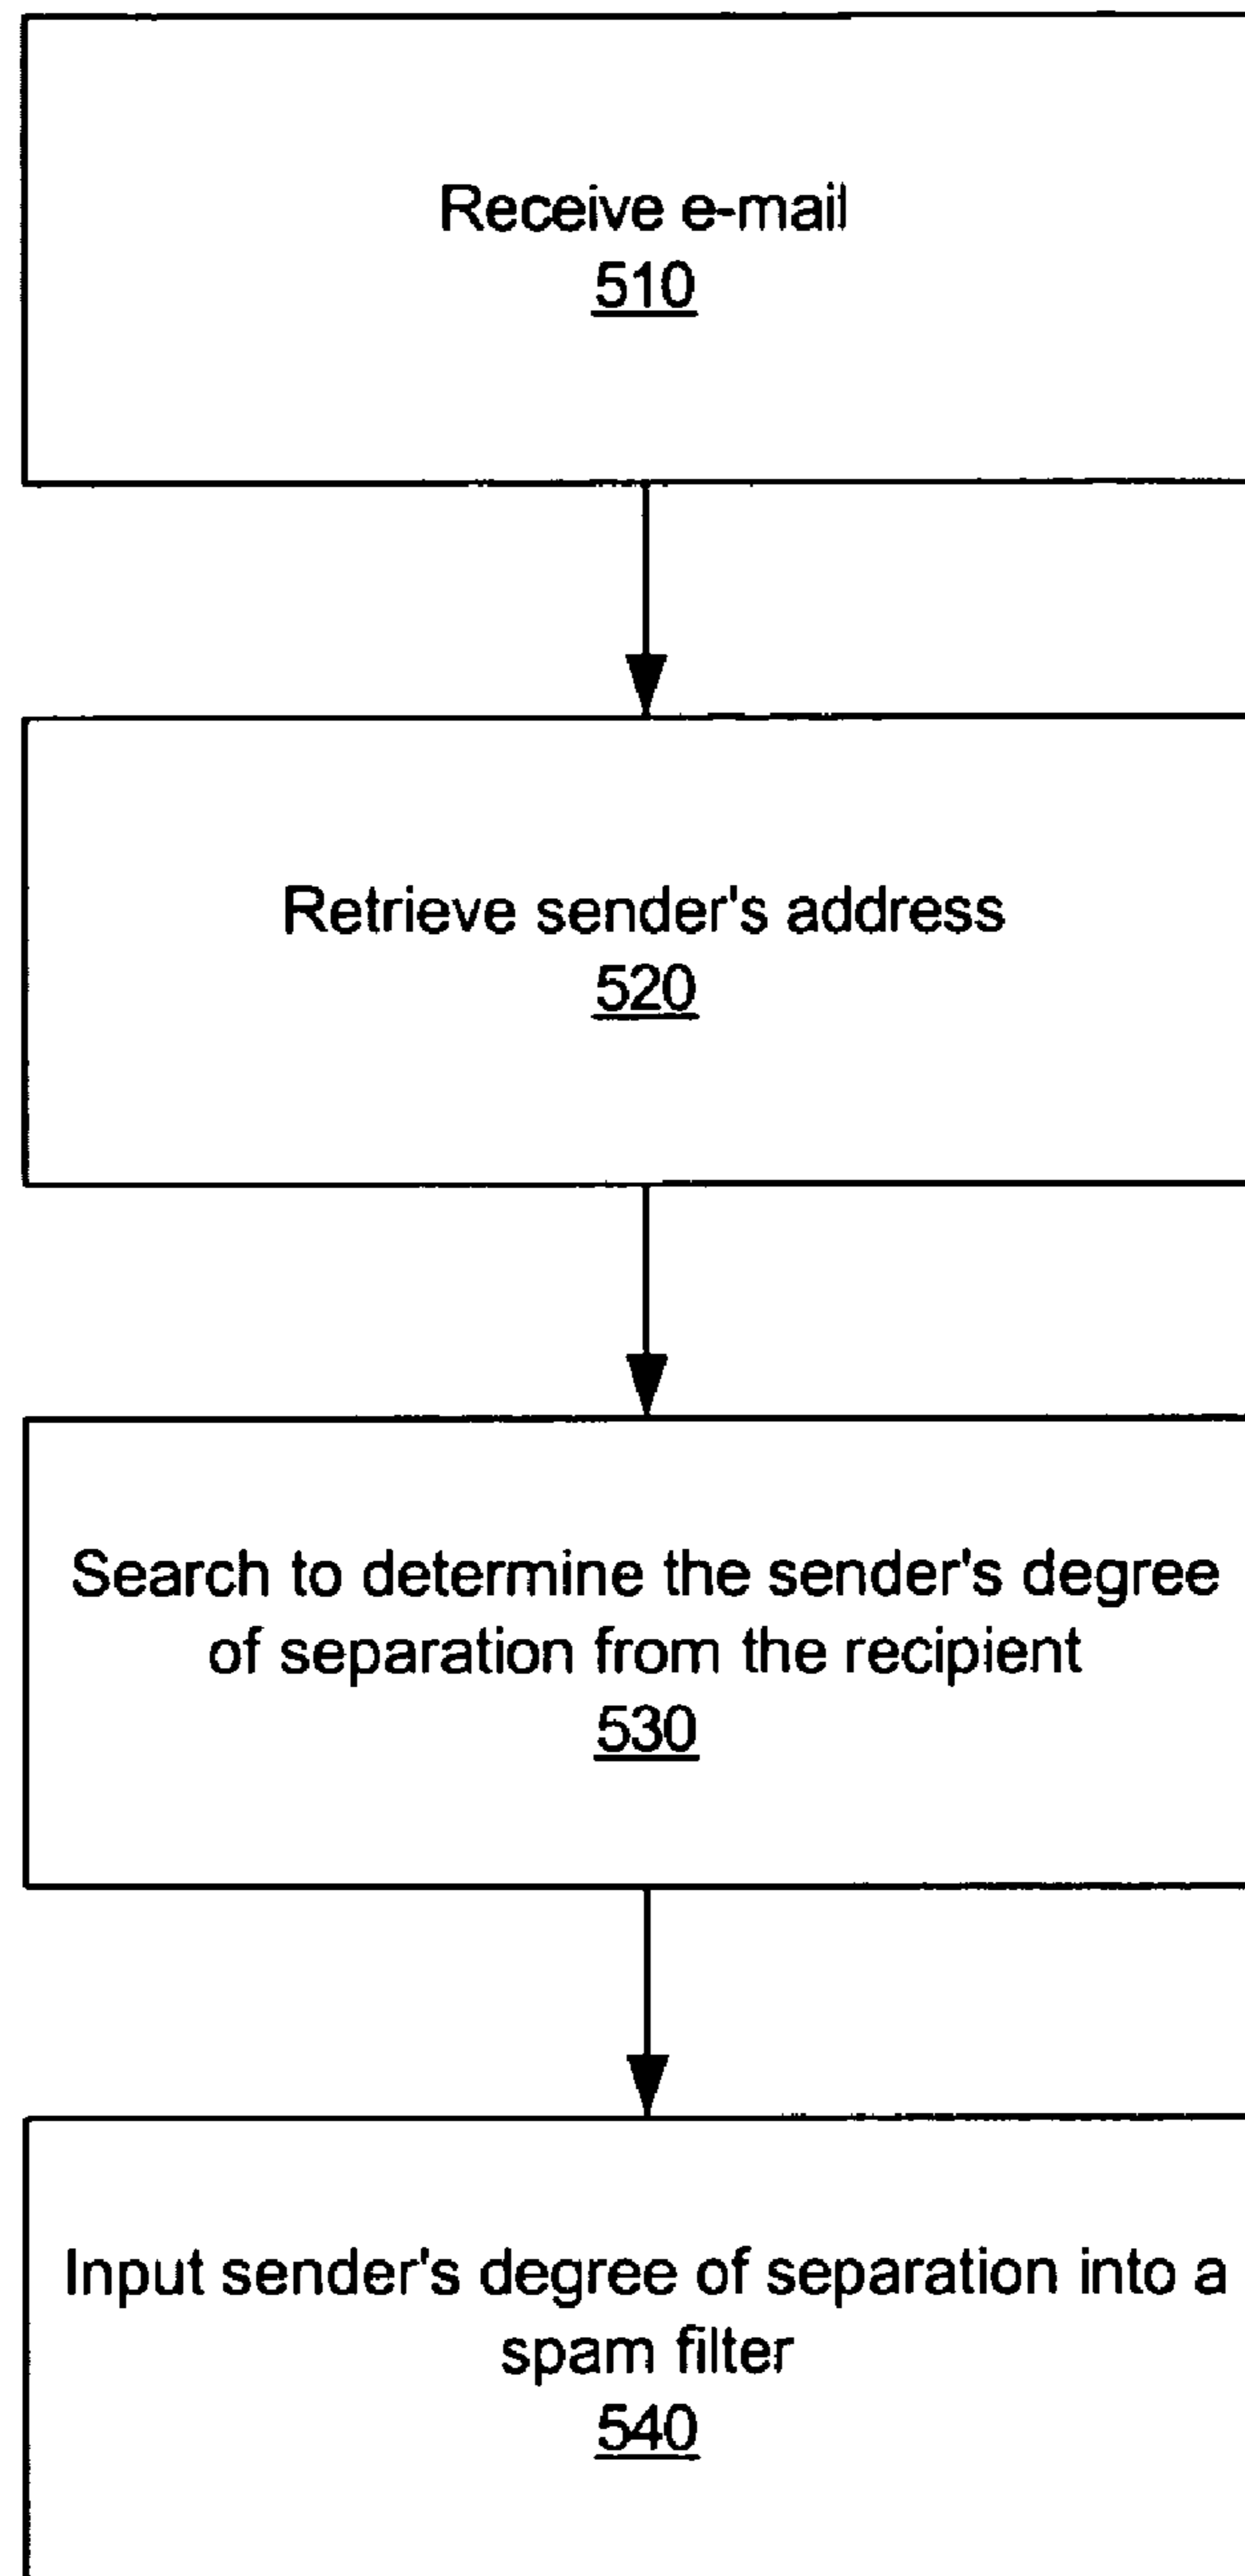 Receive e-mail
510
Retrieve sender's address
520
Search to determine the sender's degree
of separation from the recipient
530
Input sender's degree of separation into a
spam filter
540